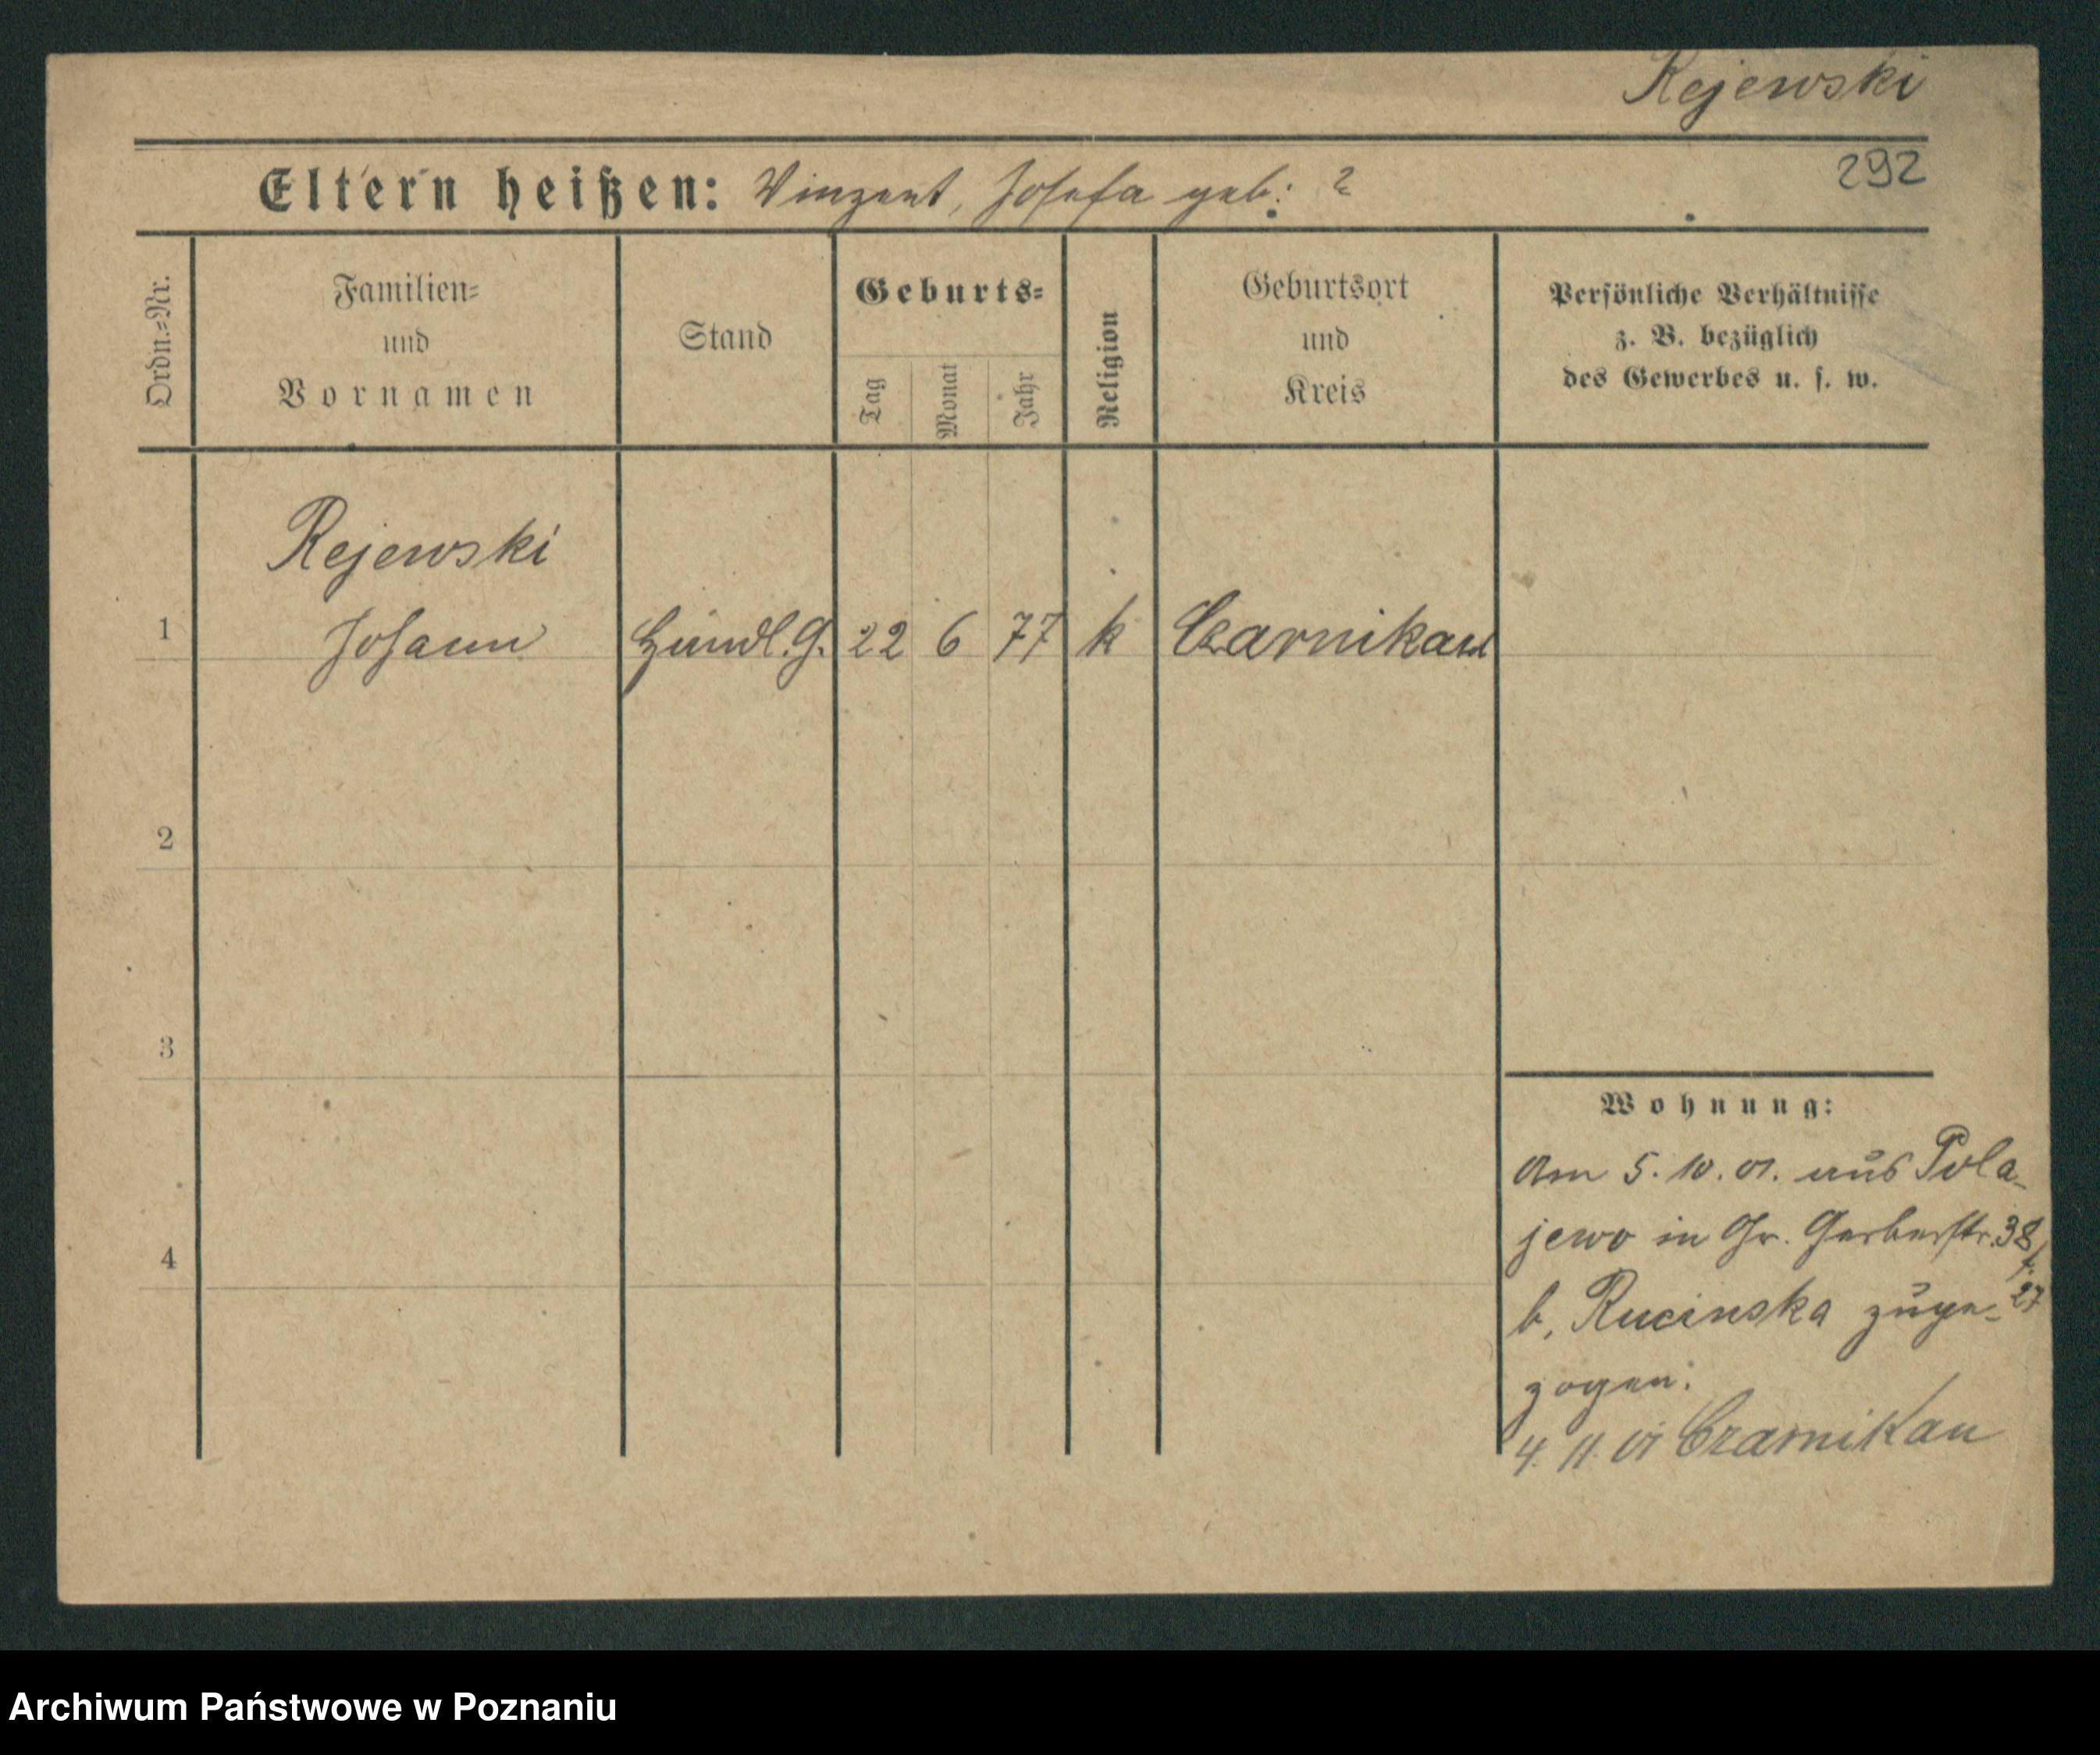 Rejewski
292
Eltern heißen: Vinzent, Josefa geb: ?
Ordn.=Nr.
Familien=
und
Vornamen
Stand
Geburts=
Tag
Monat
Jahr
Religion
Geburtsort
und
Kreis
Persönliche Verhältnisse
z. B. bezüglich
des Gewerbes u. s. w.
Rejewski
1 Johann Handl. G. 22 6 77 k Czarnikau
2
3
4
Wohnung:
Am 5. 10. 01. aus Pola-
jewo in Gr. Gerberstr. 38
b. Rucinska zuge- 27
zogen.
4. 11. 01 Czarnikau
Archiwum Państwowe w Poznaniu